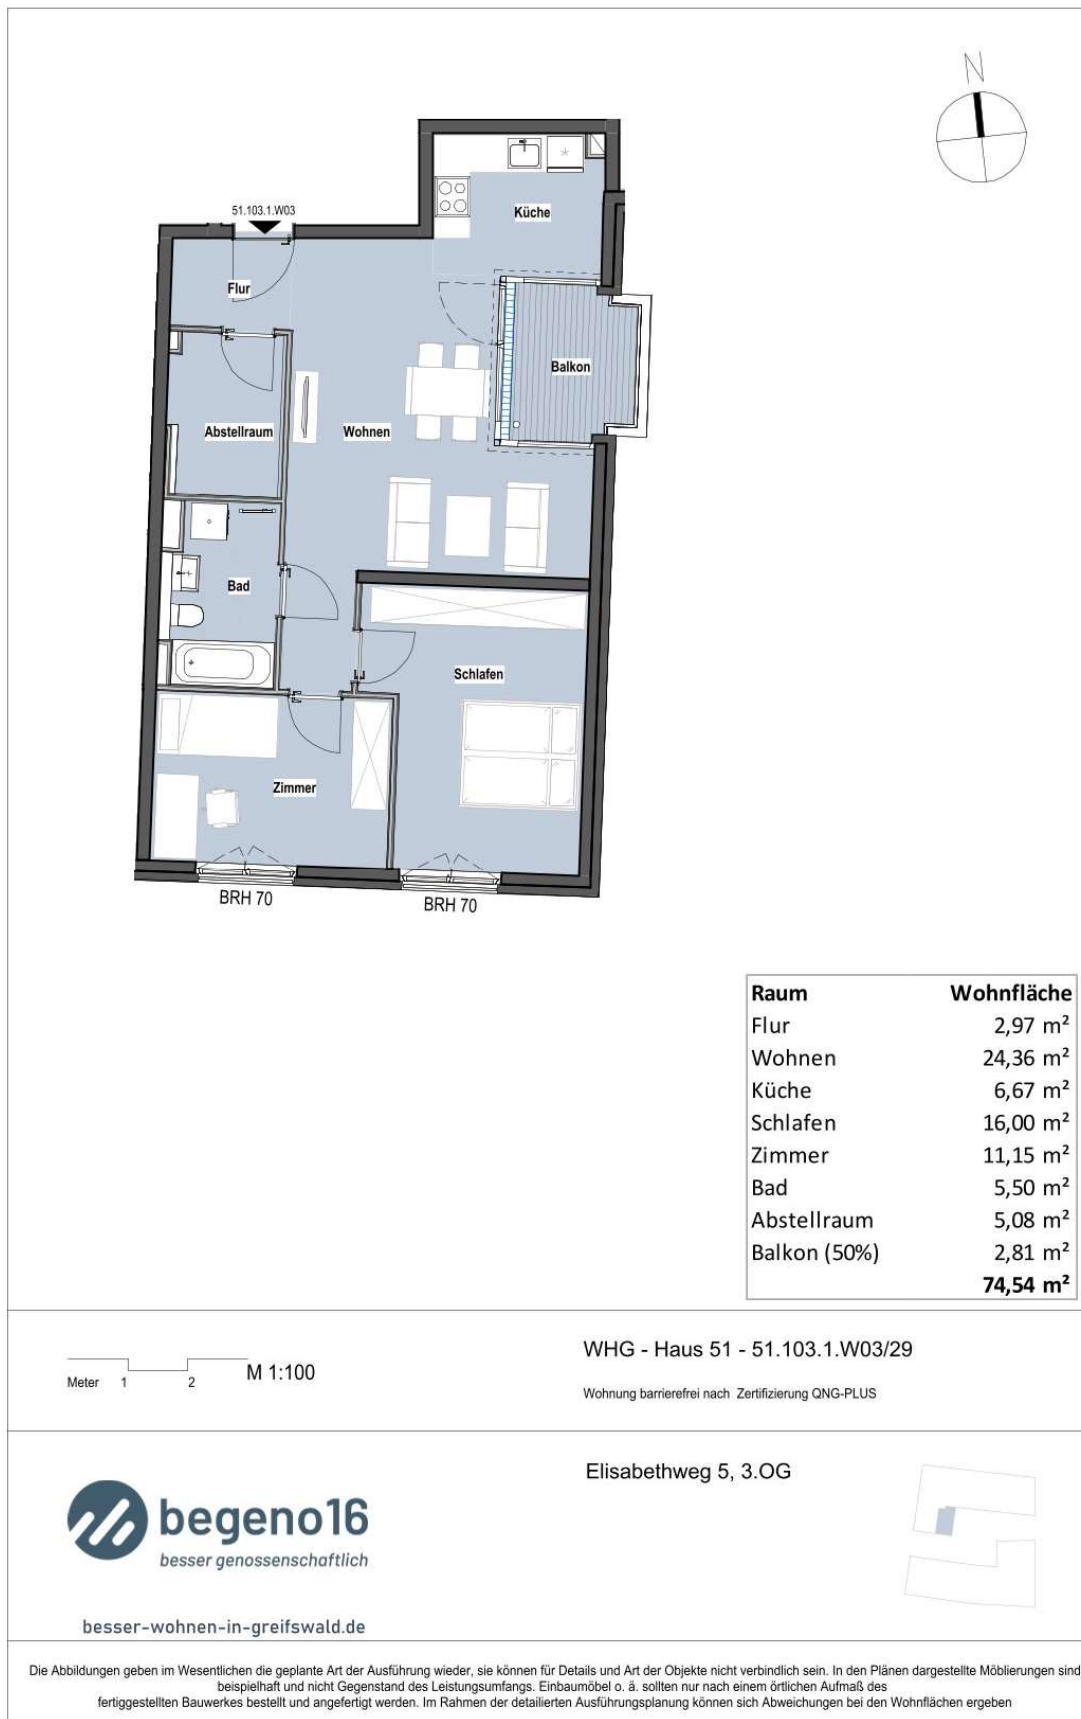 N
51.103.1.W03
Küche
Flur
Balkon
Abstellraum
Wohnen
Bad
Schlafen
Zimmer
BRH 70
BRH 70
Raum Wohnfläche
Flur 2,97 m²
Wohnen 24,36 m²
Küche 6,67 m²
Schlafen 16,00 m²
Zimmer 11,15 m²
Bad 5,50 m²
Abstellraum 5,08 m²
Balkon (50%) 2,81 m²
74,54 m²
Meter 1 2 M 1:100
WHG - Haus 51 - 51.103.1.W03/29
Wohnung barrierefrei nach Zertifizierung QNG-PLUS
Elisabethweg 5, 3.OG
begeno16
besser genossenschaftlich
besser-wohnen-in-greifswald.de
Die Abbildungen geben im Wesentlichen die geplante Art der Ausführung wieder, sie können für Details und Art der Objekte nicht verbindlich sein. In den Plänen dargestellte Möblierungen sind
beispielhaft und nicht Gegenstand des Leistungsumfangs. Einbaumöbel o. ä. sollten nur nach einem örtlichen Aufmaß des
fertiggestellten Bauwerkes bestellt und angefertigt werden. Im Rahmen der detailierten Ausführungsplanung können sich Abweichungen bei den Wohnflächen ergeben